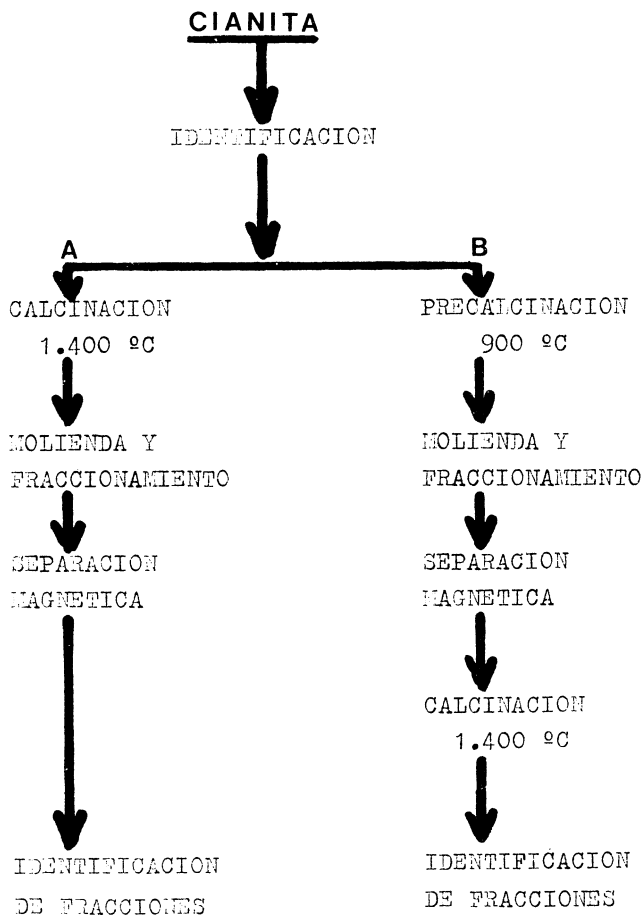 CIANITA
IDENTIFICACION
A
CALCINACION
1.400 ºC
MOLIENDA Y
FRACCIONAMIENTO
SEPARACION
MAGNETICA
IDENTIFICACION
DE FRACCIONES
B
PRECALCINACION
900 ºC
MOLIENDA Y
FRACCIONAMIENTO
SEPARACION
MAGNETICA
CALCINACION
1.400 ºC
IDENTIFICACION
DE FRACCIONES